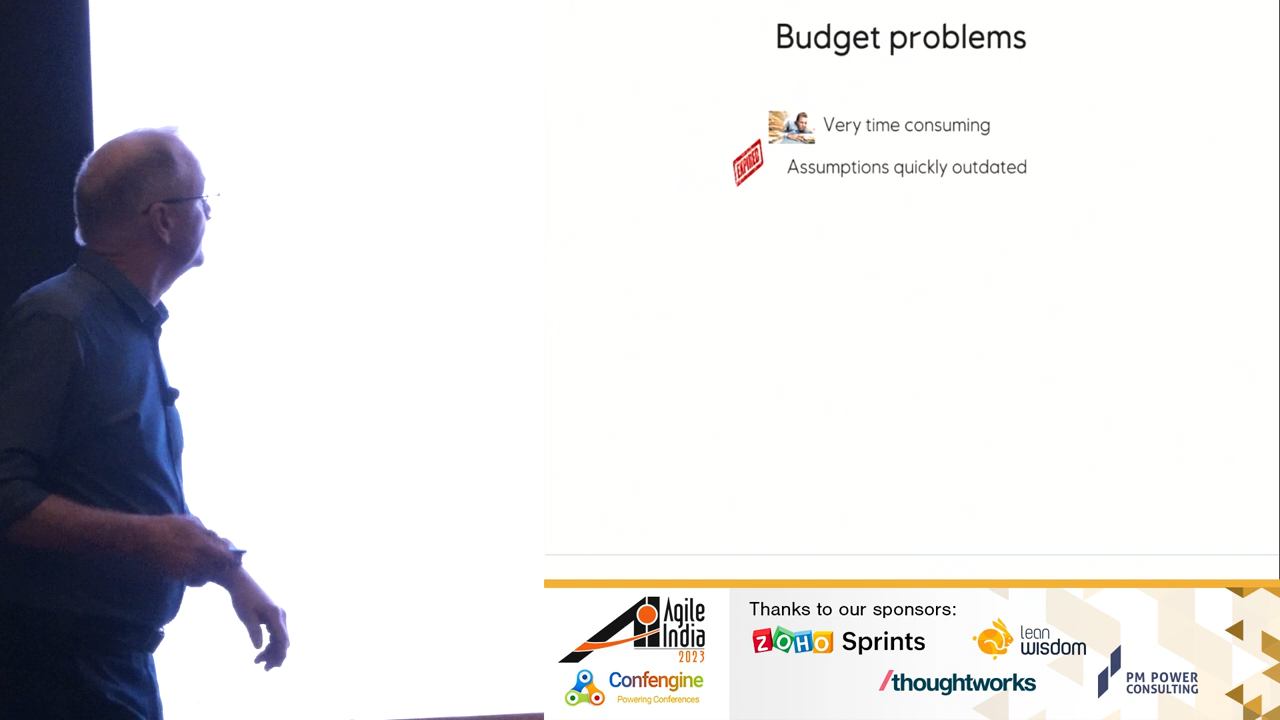 Budget problems
Very time consuming
EXPIRED
Assumptions quickly outdated
Agile
India
2023
Confengine
Powering Conferences
Thanks to our sponsors:
ZOHO Sprints
lean
wisdom
/thoughtworks
PM POWER
CONSULTING